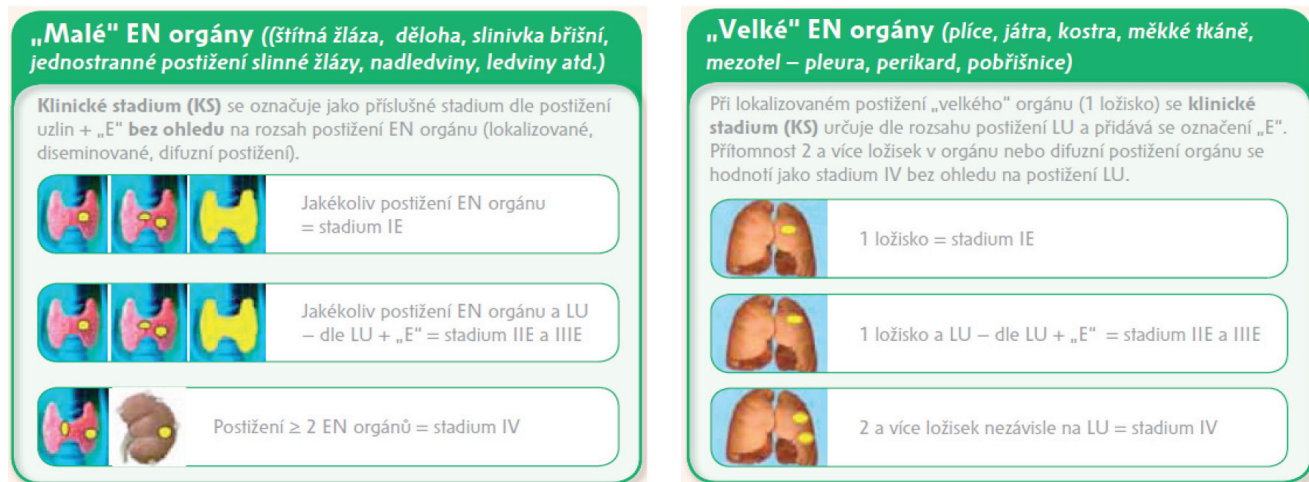 „Malé“ EN orgány ((štítná žláza, děloha, slinivka břišní,
jednostranné postižení slinné žlázy, nadledviny, ledviny atd.)
Klinické stadium (KS) se označuje jako příslušné stadium dle postižení
uzlin + „E“ bez ohledu na rozsah postižení EN orgánu (lokalizované,
diseminované, difuzní postižení).
Jakékoliv postižení EN orgánu
= stadium IE
Jakékoliv postižení EN orgánu a LU
– dle LU + „E“ = stadium IIE a IIIE
Postižení ≥ 2 EN orgánů = stadium IV
„Velké“ EN orgány (plíce, játra, kostra, měkké tkáně,
mezotel – pleura, perikard, pobřišnice)
Při lokalizovaném postižení „velkého“ orgánu (1 ložisko) se klinické
stadium (KS) určuje dle rozsahu postižení LU a přidává se označení „E“.
Přítomnost 2 a více ložisek v orgánu nebo difuzní postižení orgánu se
hodnotí jako stadium IV bez ohledu na postižení LU.
1 ložisko = stadium IE
1 ložisko a LU – dle LU + „E“ = stadium IIE a IIIE
2 a více ložisek nezávisle na LU = stadium IV